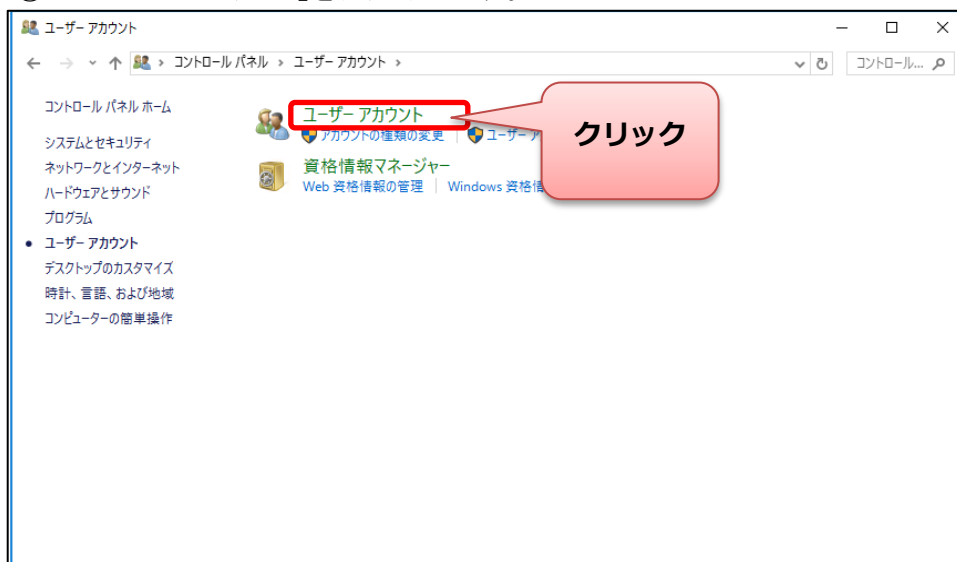 ユーザー アカウント
コントロール パネル › ユーザー アカウント ›
コントロール...
コントロール パネル ホーム
システムとセキュリティ
ネットワークとインターネット
ハードウェアとサウンド
プログラム
ユーザー アカウント
デスクトップのカスタマイズ
時計、言語、および地域
コンピューターの簡単操作
ユーザー アカウント
アカウントの種類の変更 ユーザー
資格情報マネージャー
Web 資格情報の管理 Windows 資格
クリック